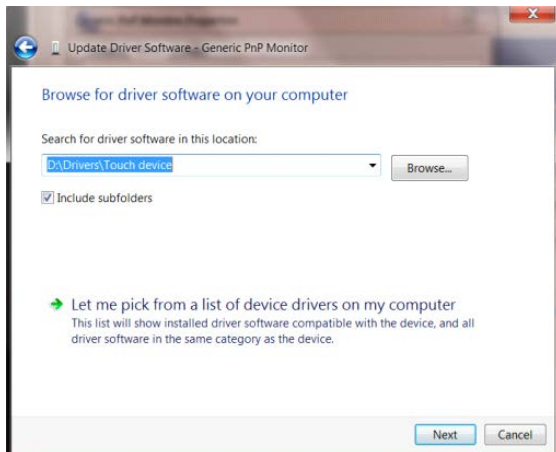 Update Driver Software - Generic PnP Monitor
Browse for driver software on your computer
Search for driver software in this location:
D:\Drivers\Touch device
Browse...
Include subfolders
Let me pick from a list of device drivers on my computer
This list will show installed driver software compatible with the device, and all
driver software in the same category as the device.
Next
Cancel